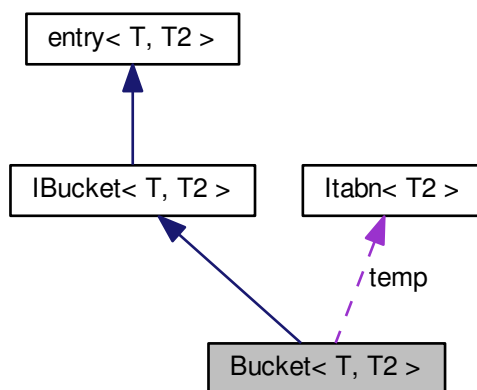 entry< T, T2 >
IBucket< T, T2 >
Itabn< T2 >
temp
Bucket< T, T2 >